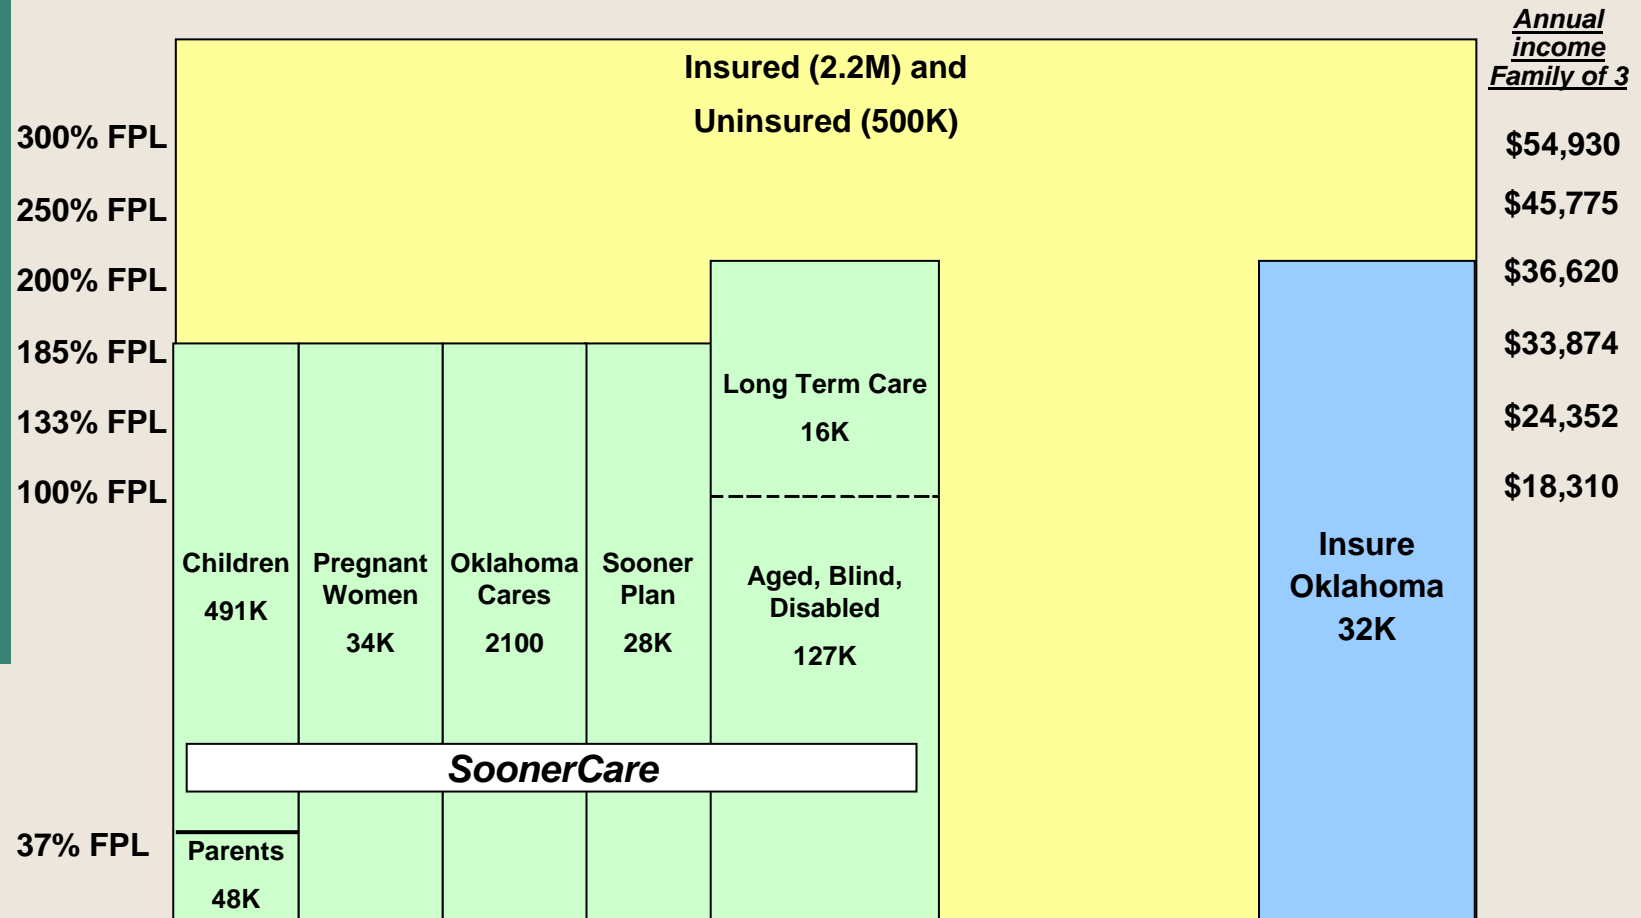 Annual
income
Family of 3
Insured (2.2M) and
Uninsured (500K)
300% FPL
$54,930
250% FPL
$45,775
200% FPL
$36,620
185% FPL
$33,874
133% FPL
$24,352
100% FPL
$18,310
Long Term Care
16K
Children
491K
Pregnant
Women
34K
Oklahoma
Cares
2100
Sooner
Plan
28K
Aged, Blind,
Disabled
127K
Insure
Oklahoma
32K
SoonerCare
37% FPL
Parents
48K